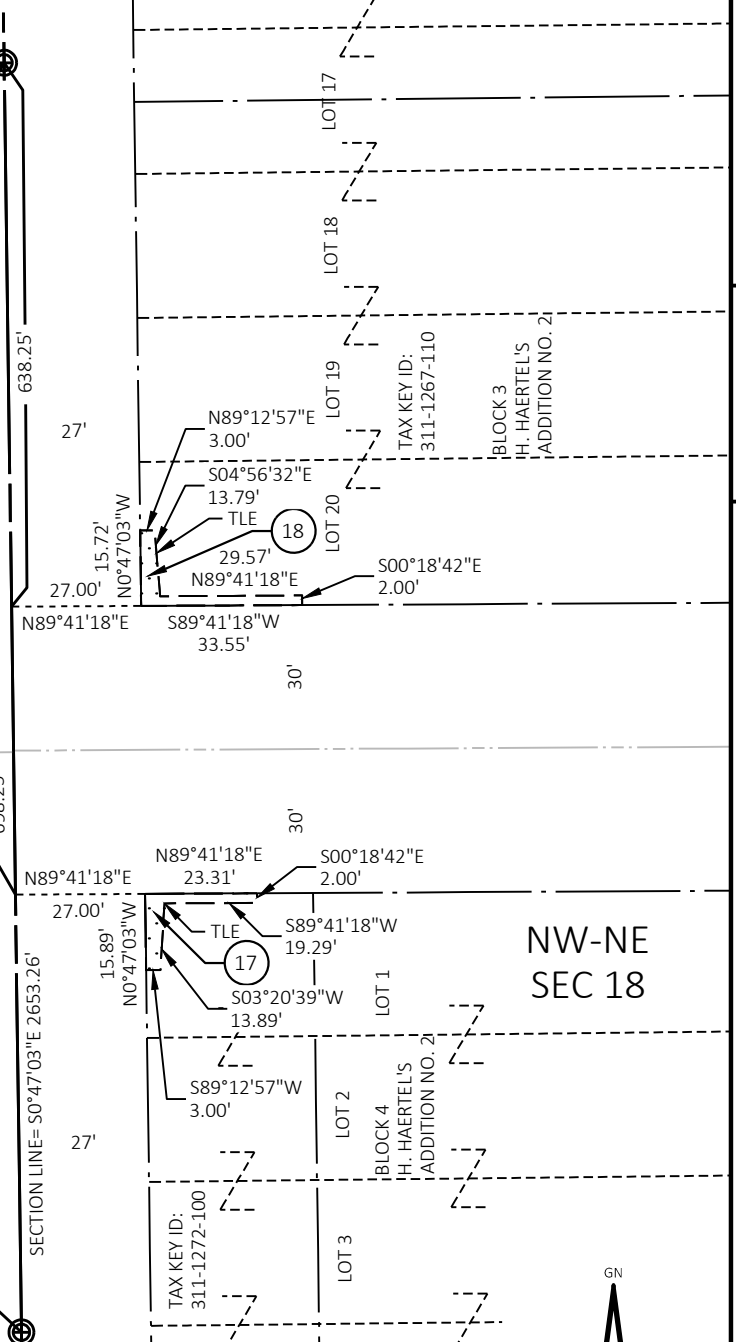 LOT 17
LOT 18
638.25'
27'
LOT 19
TAX KEY ID:
311-1267-110
BLOCK 3
H. HAERTEL'S
ADDITION NO. 2
N89°12'57"E
3.00'
S04°56'32"E
13.79'
TLE
18
LOT 20
15.72'
N0°47'03"W
29.57'
N89°41'18"E
S00°18'42"E
2.00'
27.00'
N89°41'18"E
S89°41'18"W
33.55'
30'
30'
N89°41'18"E
23.31'
S00°18'42"E
2.00'
N89°41'18"E
27.00'
15.89'
N0°47'03"W
TLE
S89°41'18"W
19.29'
17
NW-NE
SEC 18
S03°20'39"W
13.89'
LOT 1
S89°12'57"W
3.00'
SECTION LINE= S0°47'03"E 2653.26'
27'
LOT 2
BLOCK 4
H. HAERTEL'S
ADDITION NO. 2
TAX KEY ID:
311-1272-100
LOT 3
GN